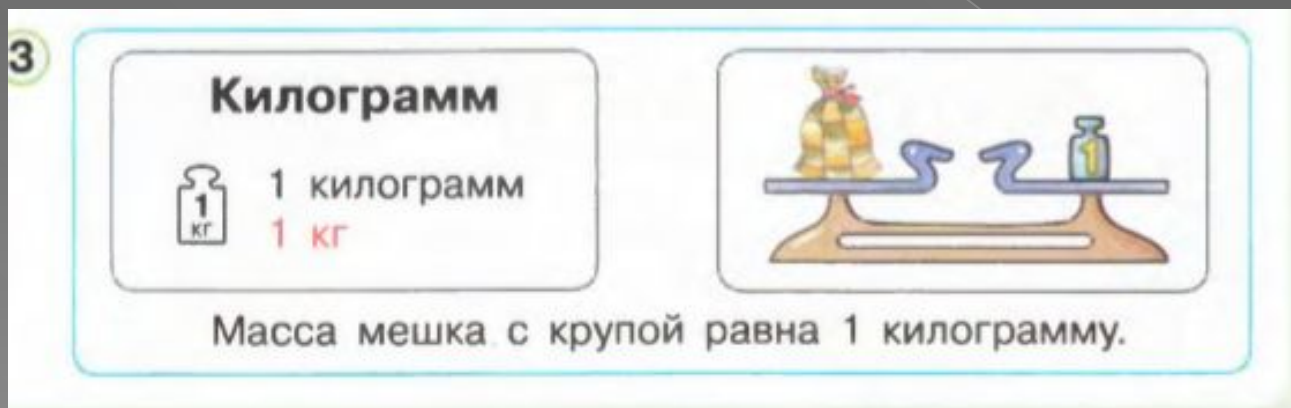 3
Килограмм
1
кг
1 килограмм
1 кг
1
Масса мешка с крупой равна 1 килограмму.